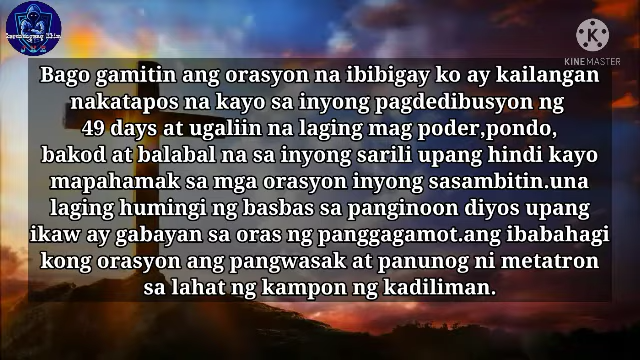 KINEMASTER
Bago gamitin ang orasyon na ibibigay ko ay kailangan
nakatapos na kayo sa inyong pagdedibusyon ng
49 days at ugaliin na laging mag poder,pondo,
bakod at balabal na sa inyong sarili upang hindi kayo
mapahamak sa mga orasyon inyong sasambitin.una
laging humingi ng basbas sa panginoon diyos upang
ikaw ay gabayan sa oras ng panggagamot.ang ibabahagi
kong orasyon ang pangwasak at panunog ni metatron
sa lahat ng kampon ng kadiliman.